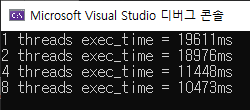 Microsoft Visual Studio 디버그 콘솔
1 threads exec_time = 19611ms
2 threads exec_time = 18976ms
4 threads exec_time = 11448ms
8 threads exec_time = 10473ms